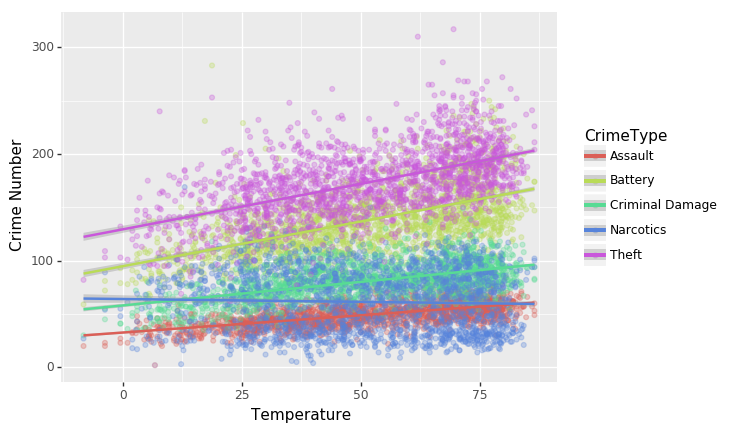 300
200
100
0
Crime Number
0 25 50 75
Temperature
CrimeType
Assault
Battery
Criminal Damage
Narcotics
Theft